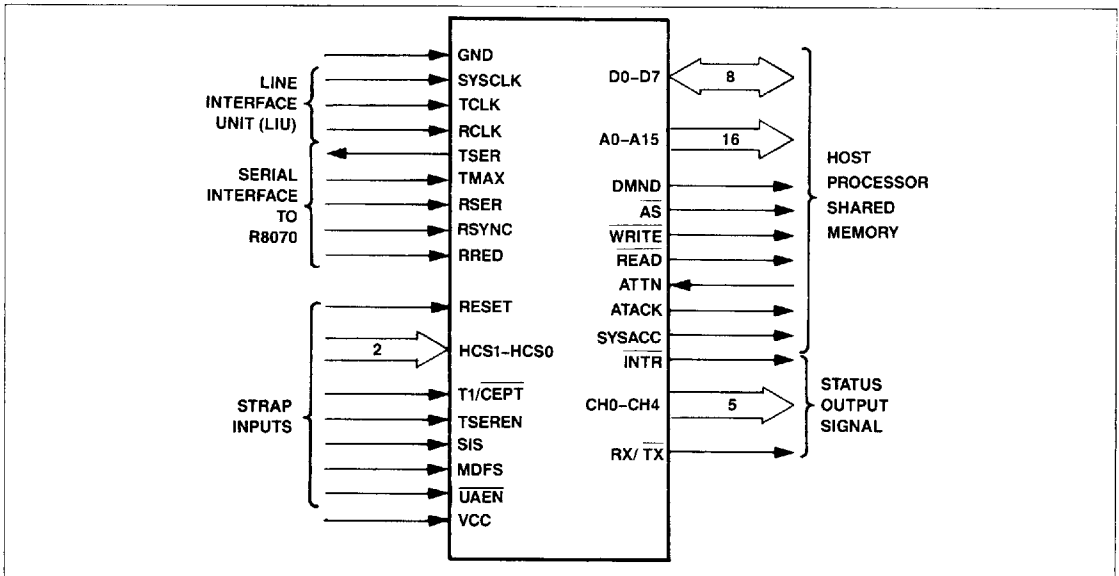 GND
SYSCLK
TCLK
RCLK
TSER
TMAX
RSER
RSYNC
RRED
RESET
HCS1–HCS0
T1/CEPT
TSEREN
SIS
MDFS
UAEN
VCC
LINE
INTERFACE
UNIT (LIU)
SERIAL
INTERFACE
TO
R8070
2
STRAP
INPUTS
D0–D7
8
A0–A15
16
DMND
AS
WRITE
READ
ATTN
ATACK
SYSACC
INTR
CH0–CH4
5
RX/ TX
HOST
PROCESSOR
SHARED
MEMORY
STATUS
OUTPUT
SIGNAL